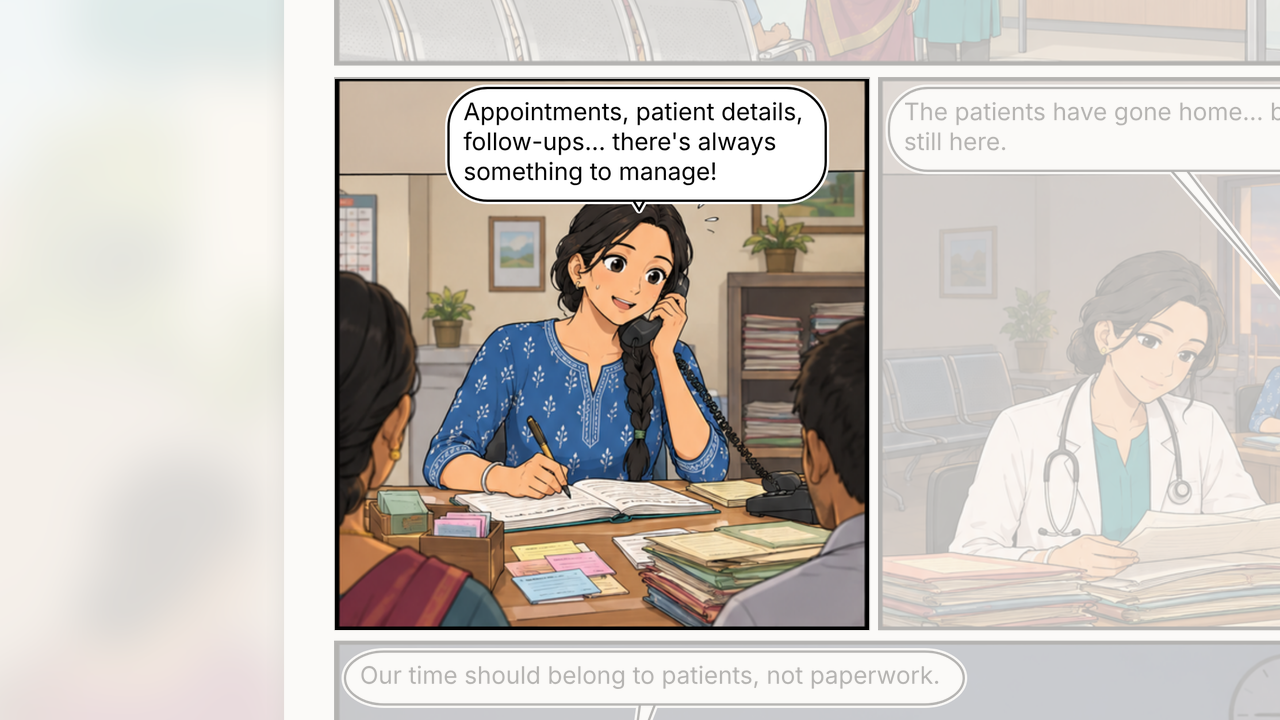 Appointments, patient details,
follow-ups... there's always
something to manage!
The patients have gone home...
still here.
Our time should belong to patients, not paperwork.